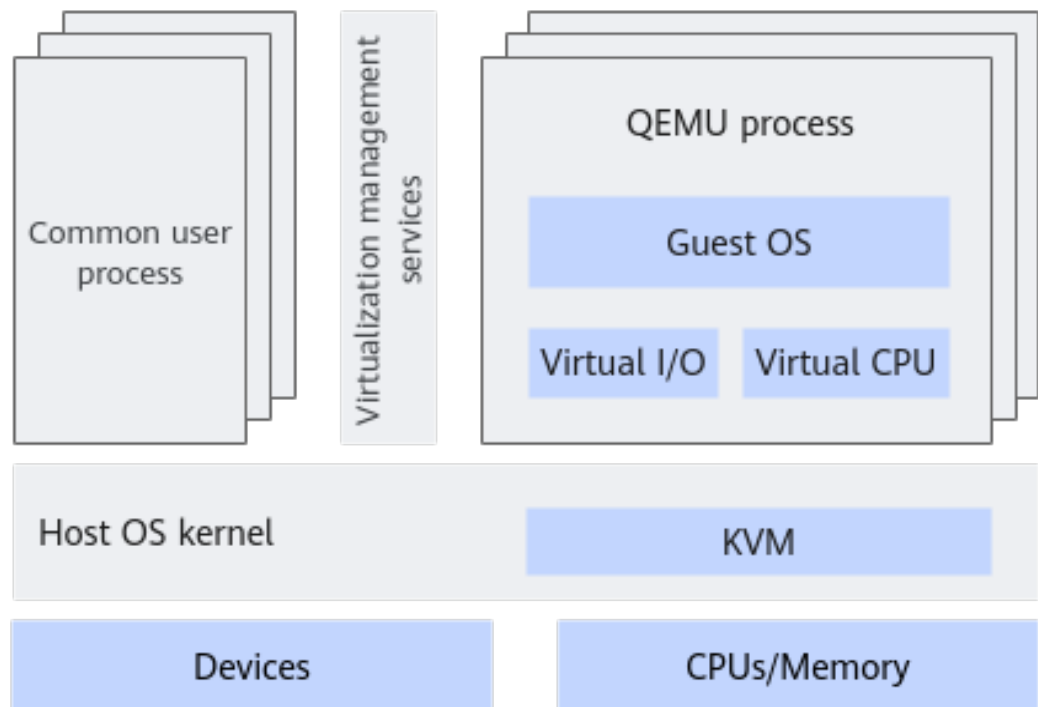 Common user
process
Virtualization management
services
QEMU process
Guest OS
Virtual I/O
Virtual CPU
Host OS kernel
KVM
Devices
CPUs/Memory